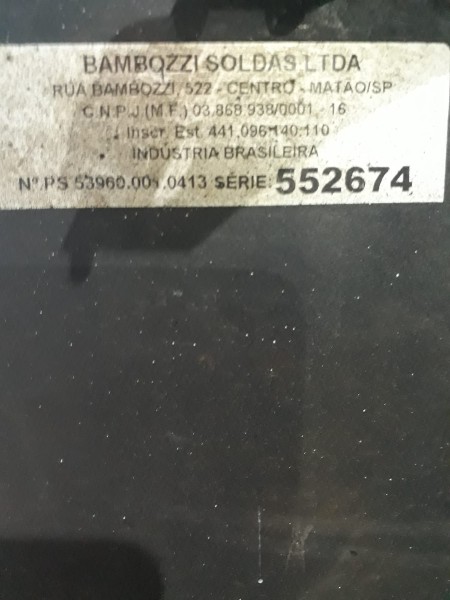 BAMBOZZI SOLDAS LTDA
RUA BAMBOZZI, 522 - CENTRO - MATÃO/SP
C.N.P.J.(M.F.) 03.868.938/0001 - 16
Inscr. Est. 441.096.140.110
INDÚSTRIA BRASILEIRA
Nº.PS 53960.001.0413 SÉRIE: 552674